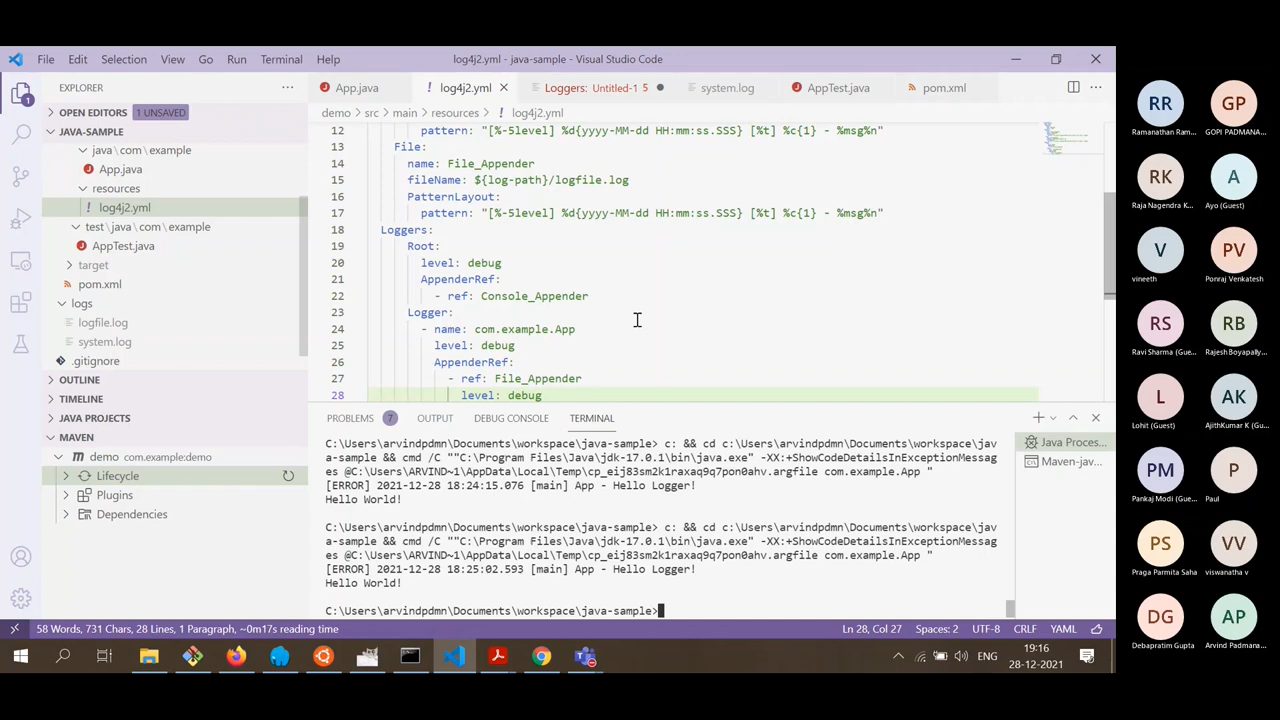 File Edit Selection View Go Run Terminal Help log4j2.yml - java-sample - Visual Studio Code
EXPLORER
App.java
log4j2.yml
Loggers: Untitled-1 5
system.log
AppTest.java
pom.xml
OPEN EDITORS 1 UNSAVED
demo > src > main > resources > ! log4j2.yml
JAVA-SAMPLE
java\com\example
App.java
resources
! log4j2.yml
test\java\com\example
AppTest.java
target
pom.xml
logs
logfile.log
system.log
.gitignore
OUTLINE
TIMELINE
JAVA PROJECTS
MAVEN
demo com.example:demo
Lifecycle
Plugins
Dependencies
12 pattern: "[%-5level] %d{yyyy-MM-dd HH:mm:ss.SSS} [%t] %c{1} - %msg%n"
13 File:
14 name: File_Appender
15 fileName: ${log-path}/logfile.log
16 PatternLayout:
17 pattern: "[%-5level] %d{yyyy-MM-dd HH:mm:ss.SSS} [%t] %c{1} - %msg%n"
18 Loggers:
19 Root:
20 level: debug
21 AppenderRef:
22 - ref: Console_Appender
23 Logger:
24 - name: com.example.App
25 level: debug
26 AppenderRef:
27 - ref: File_Appender
28 level: debug
PROBLEMS 7 OUTPUT DEBUG CONSOLE TERMINAL
C:\Users\arvindpdmn\Documents\workspace\java-sample> c: && cd c:\Users\arvindpdmn\Documents\workspace\jav
a-sample && cmd /C ""C:\Program Files\Java\jdk-17.0.1\bin\java.exe" -XX:+ShowCodeDetailsInExceptionMessag
es @C:\Users\ARVIND~1\AppData\Local\Temp\cp_eij83sm2k1raxaq9q7pon0ahv.argfile com.example.App "
[ERROR] 2021-12-28 18:24:15.076 [main] App - Hello Logger!
Hello World!
C:\Users\arvindpdmn\Documents\workspace\java-sample> c: && cd c:\Users\arvindpdmn\Documents\workspace\jav
a-sample && cmd /C ""C:\Program Files\Java\jdk-17.0.1\bin\java.exe" -XX:+ShowCodeDetailsInExceptionMessag
es @C:\Users\ARVIND~1\AppData\Local\Temp\cp_eij83sm2k1raxaq9q7pon0ahv.argfile com.example.App "
[ERROR] 2021-12-28 18:25:02.593 [main] App - Hello Logger!
Hello World!
C:\Users\arvindpdmn\Documents\workspace\java-sample>
Java Proces...
Maven-jav...
58 Words, 731 Chars, 28 Lines, 1 Paragraph, ~0m17s reading time
Ln 28, Col 27 Spaces: 2 UTF-8 CRLF YAML
ENG
19:16
28-12-2021
RR GP
Ramanathan Ram... GOPI PADMANA...
RK A
Raja Nagendra K... Ayo (Guest)
V PV
vineeth Ponraj Venkatesh
RS RB
Ravi Sharma (Gue... Rajesh Boyapally...
L AK
Lohit (Guest) AjithKumar K (Gu...
PM P
Pankaj Modi (Gue... Paul
PS VV
Praga Parmita Saha viswanatha v
DG AP
Debapratim Gupta Arvind Padmana...